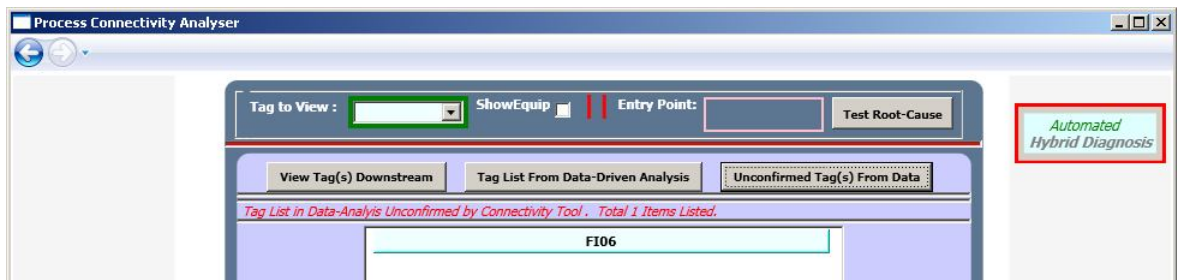 Process Connectivity Analyser
Tag to View :
ShowEquip
Entry Point:
Test Root-Cause
Automated
Hybrid Diagnosis
View Tag(s) Downstream
Tag List From Data-Driven Analysis
Unconfirmed Tag(s) From Data
Tag List in Data-Analyis Unconfirmed by Connectivity Tool . Total 1 Items Listed.
FI06